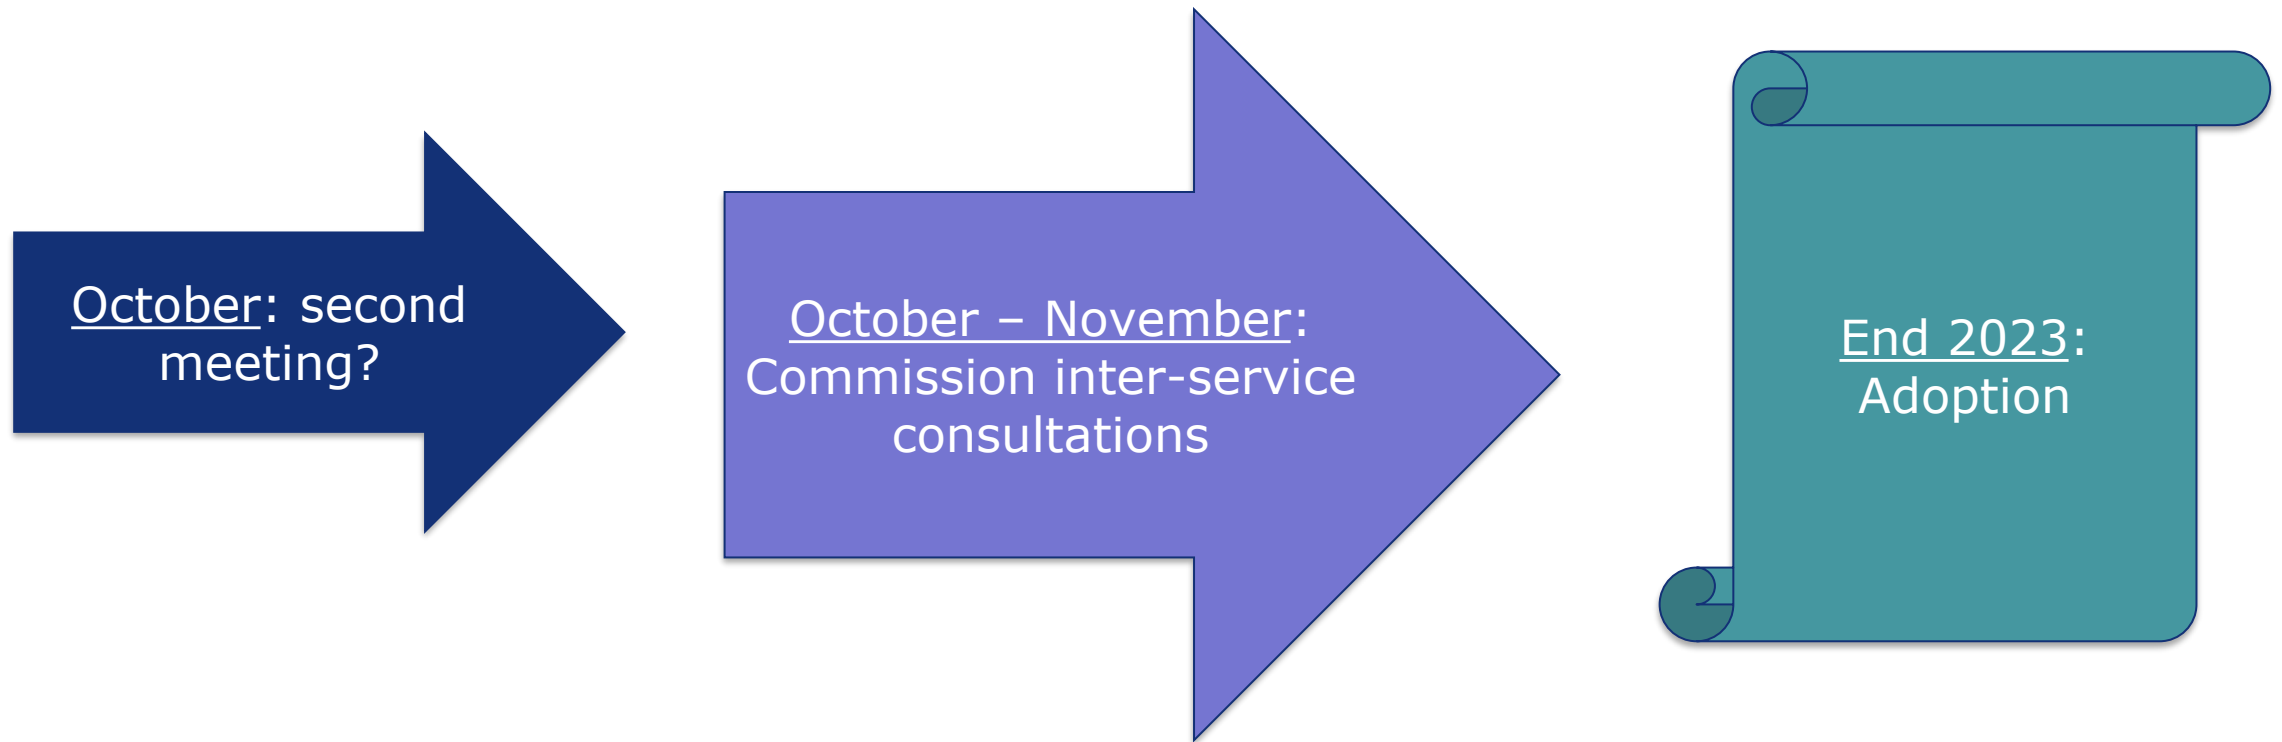 October: second
meeting?
October – November:
Commission inter-service
consultations
End 2023:
Adoption